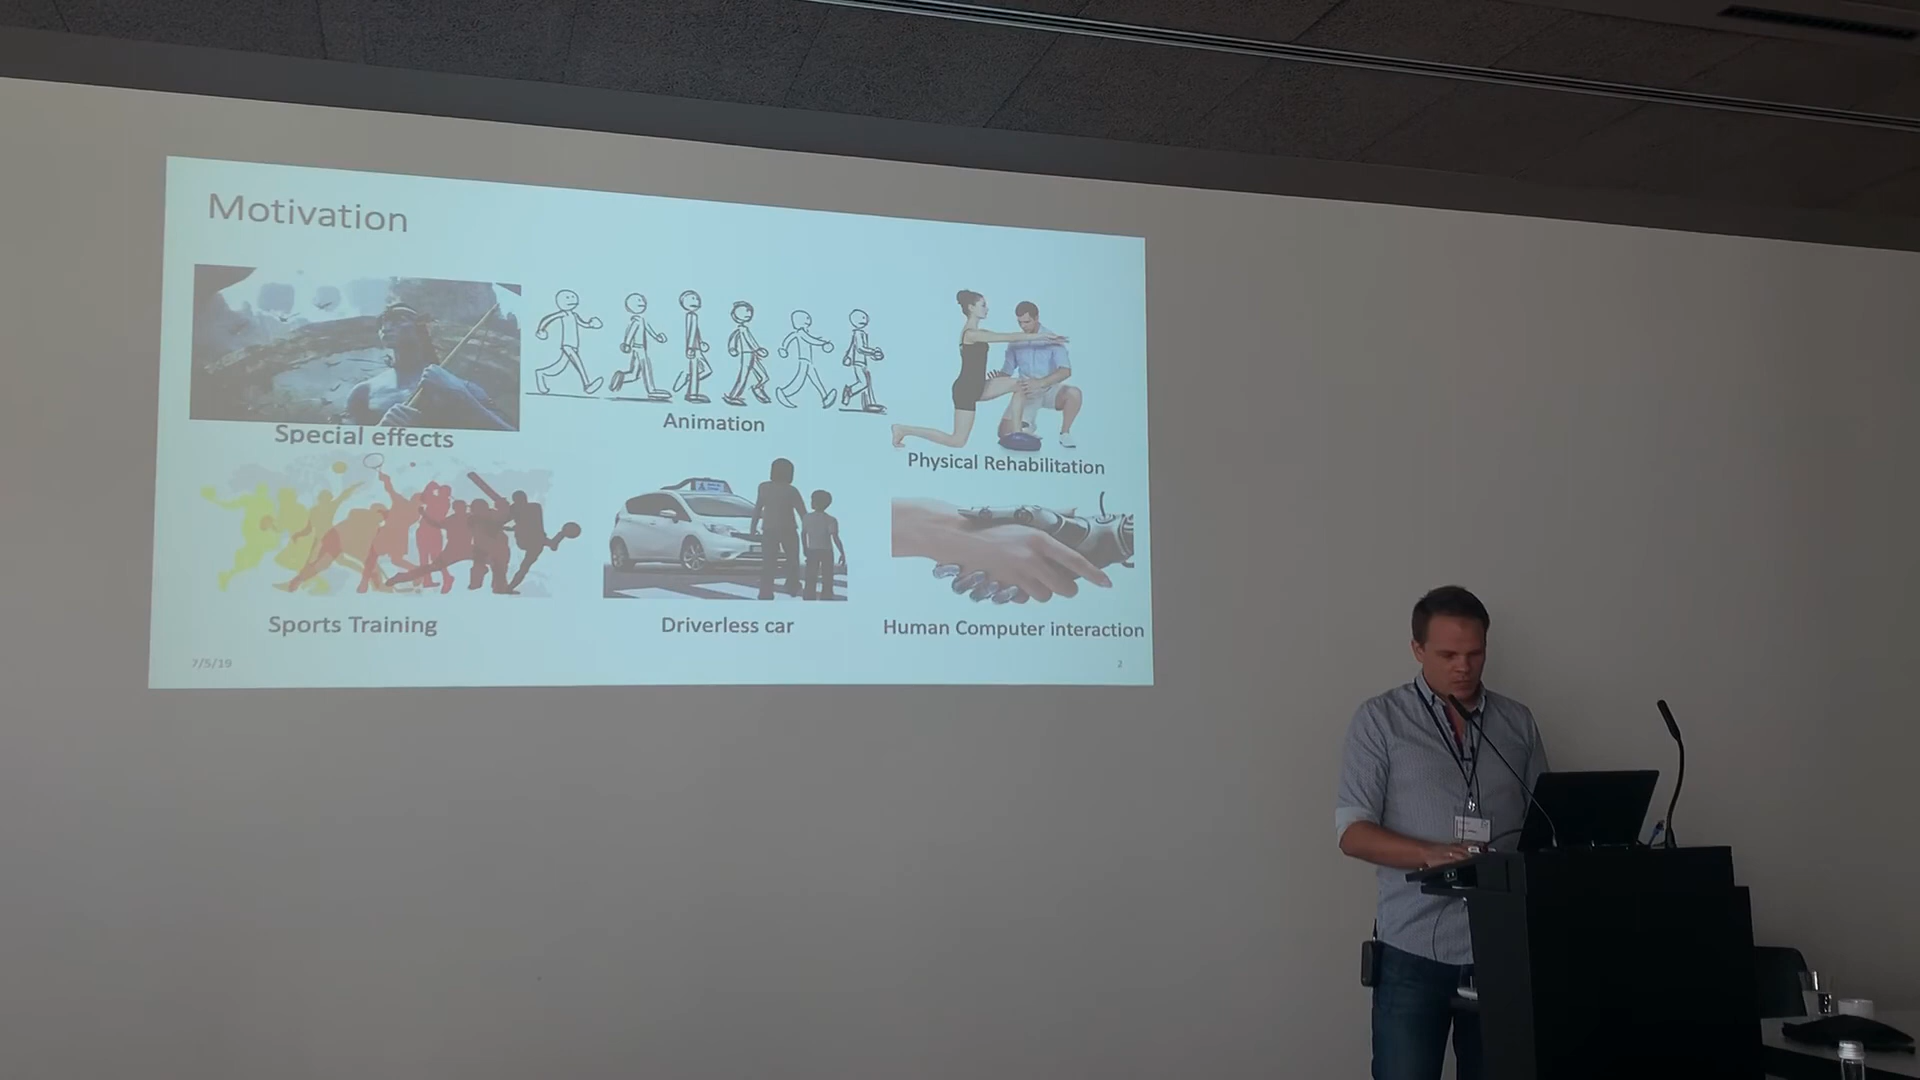 Motivation
Special effects
Animation
Physical Rehabilitation
Sports Training
Driverless car
Human Computer interaction
7/5/19
2